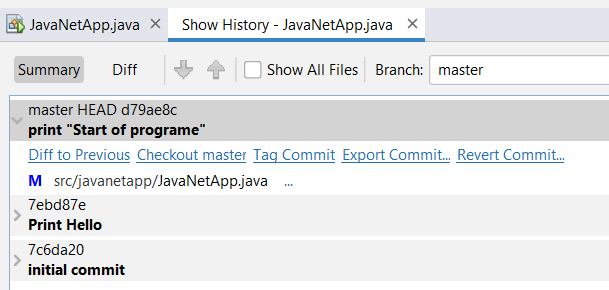 JavaNetApp.java Show History - JavaNetApp.java
Summary Diff Show All Files Branch: master
master HEAD d79ae8c
print "Start of programe"
Diff to Previous Checkout master Tag Commit Export Commit... Revert Commit...
M src/javanetapp/JavaNetApp.java ...
7ebd87e
Print Hello
7c6da20
initial commit